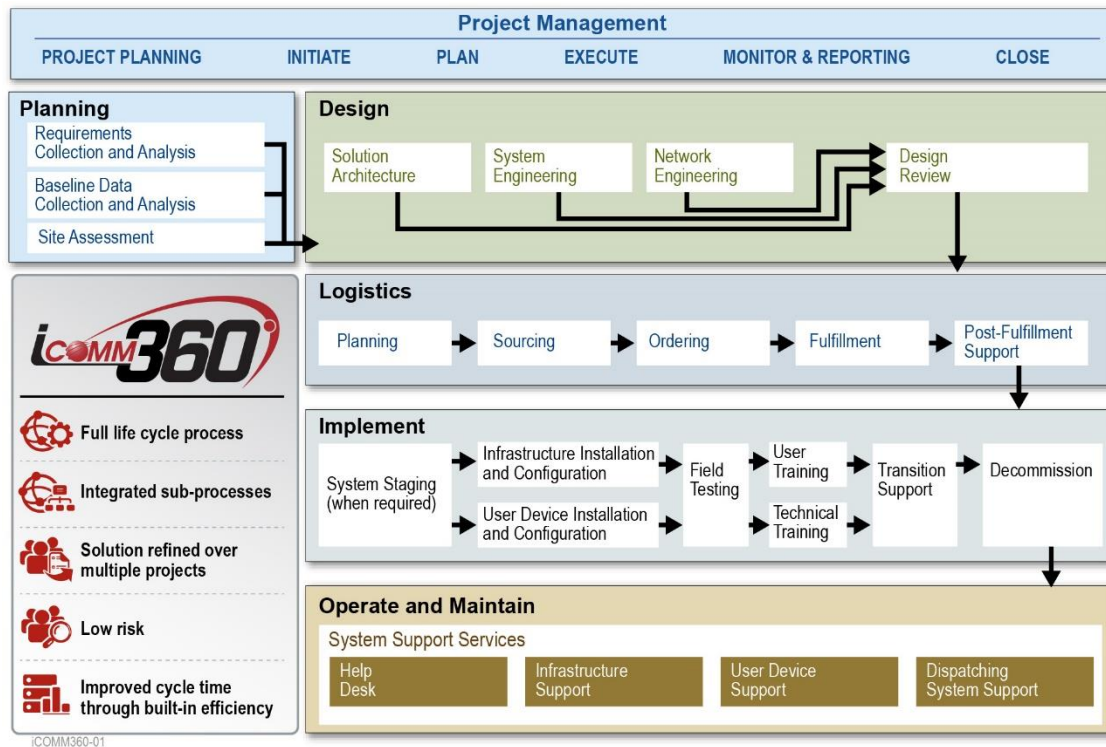 Project Management
PROJECT PLANNING INITIATE PLAN EXECUTE MONITOR & REPORTING CLOSE
Planning
Requirements
Collection and Analysis
Baseline Data
Collection and Analysis
Site Assessment
Design
Solution
Architecture
System
Engineering
Network
Engineering
Design
Review
iCOMM360
Full life cycle process
Integrated sub-processes
Solution refined over
multiple projects
Low risk
Improved cycle time
through built-in efficiency
iCOMM360-01
Logistics
Planning
Sourcing
Ordering
Fulfillment
Post-Fulfillment
Support
Implement
System Staging
(when required)
Infrastructure Installation
and Configuration
User Device Installation
and Configuration
Field
Testing
User
Training
Technical
Training
Transition
Support
Decommission
Operate and Maintain
System Support Services
Help
Desk
Infrastructure
Support
User Device
Support
Dispatching
System Support